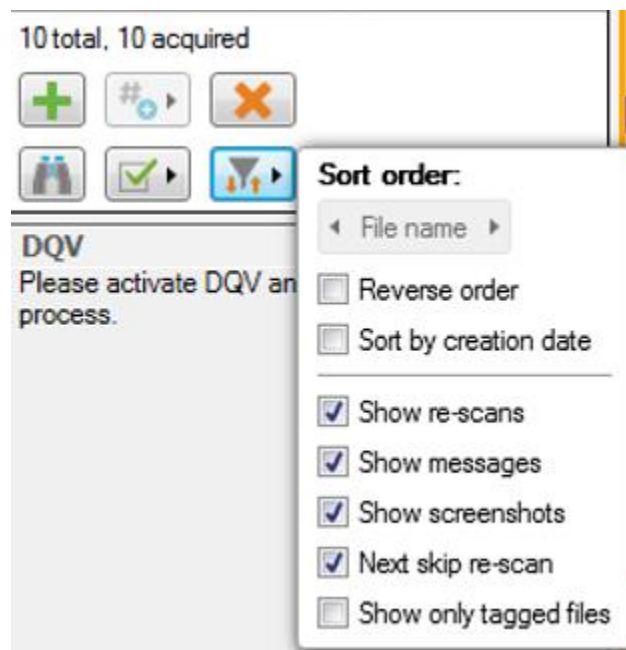 10 total, 10 acquired
#
Sort order:
File name
DQV
Please activate DQV an
process.
Reverse order
Sort by creation date
Show re-scans
Show messages
Show screenshots
Next skip re-scan
Show only tagged files